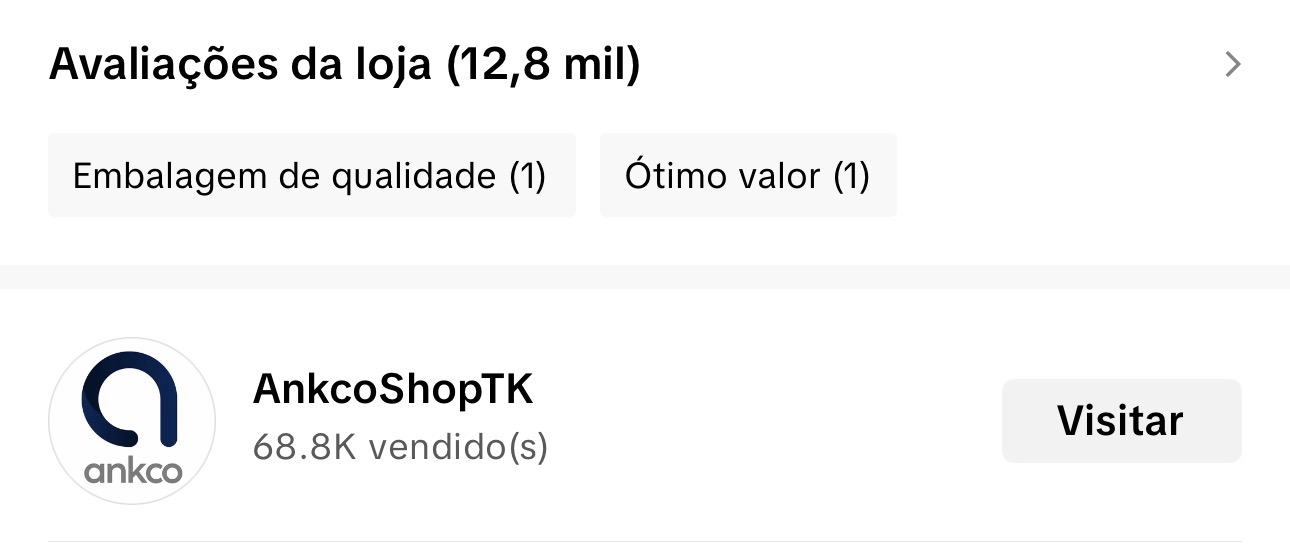 Avaliações da loja (12,8 mil)
Embalagem de qualidade (1)
Ótimo valor (1)
ankco
AnkcoShopTK
68.8K vendido(s)
Visitar